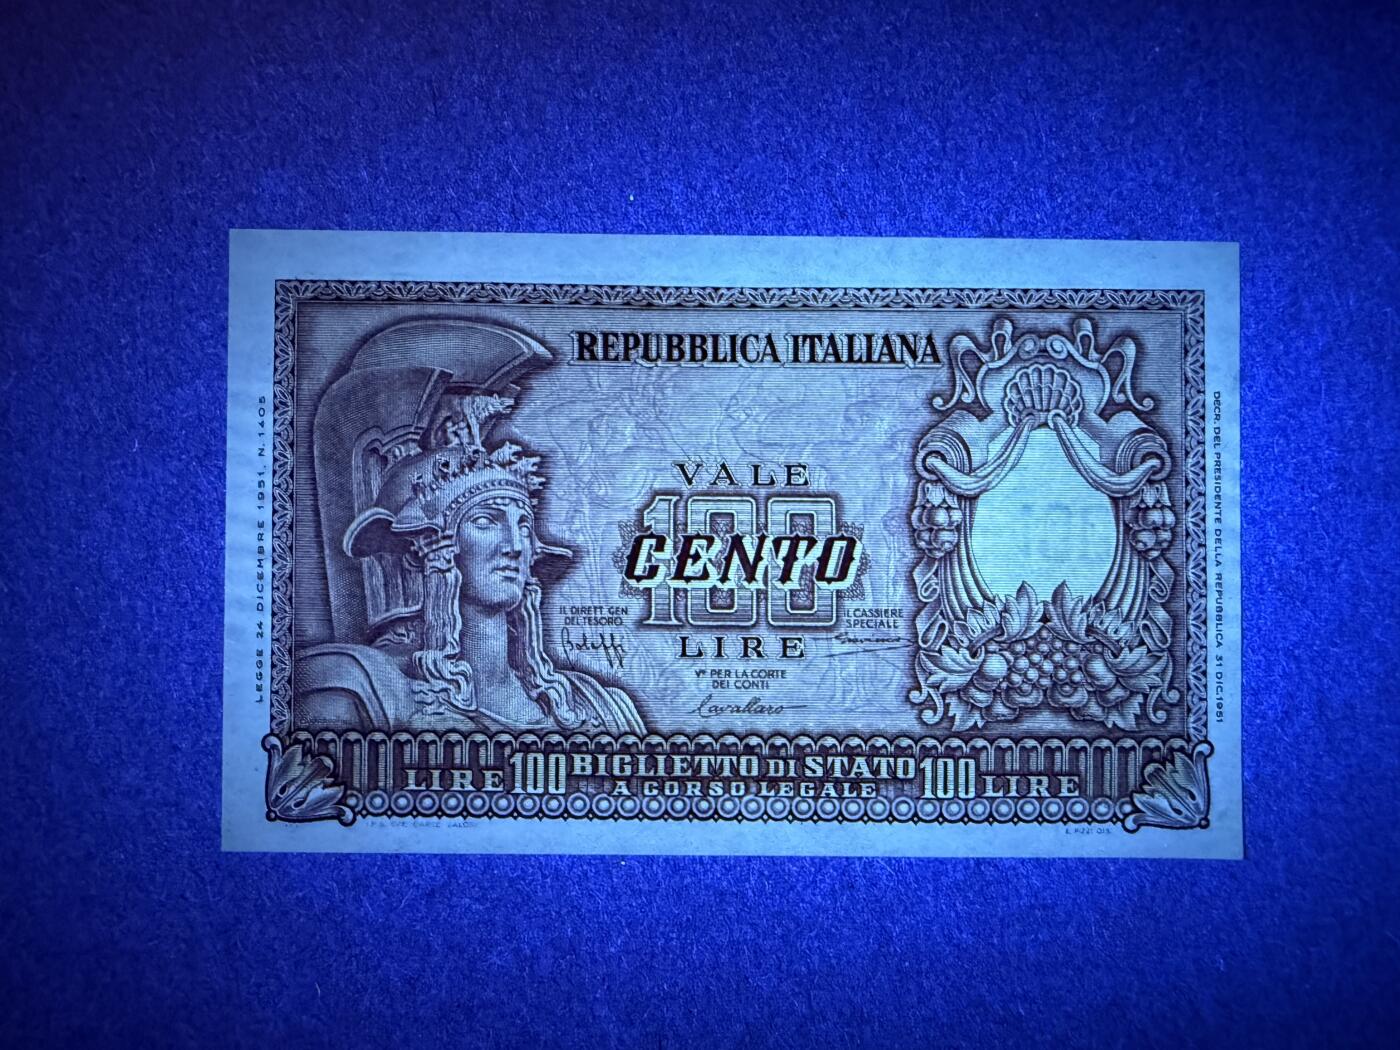 REPUBBLICA ITALIANA
VALE
100
CENTO
LIRE
IL DIRETT. GEN.
DEL TESORO
Bolaffi
IL CASSIERE
SPECIALE
Vº PER LA CORTE
DEI CONTI
Cavallaro
LIRE 100 BIGLIETTO DI STATO 100 LIRE
A CORSO LEGALE
LEGGE 24 DICEMBRE 1951, N. 1405
DECR. DEL PRESIDENTE DELLA REPUBBLICA 31 DIC. 1951